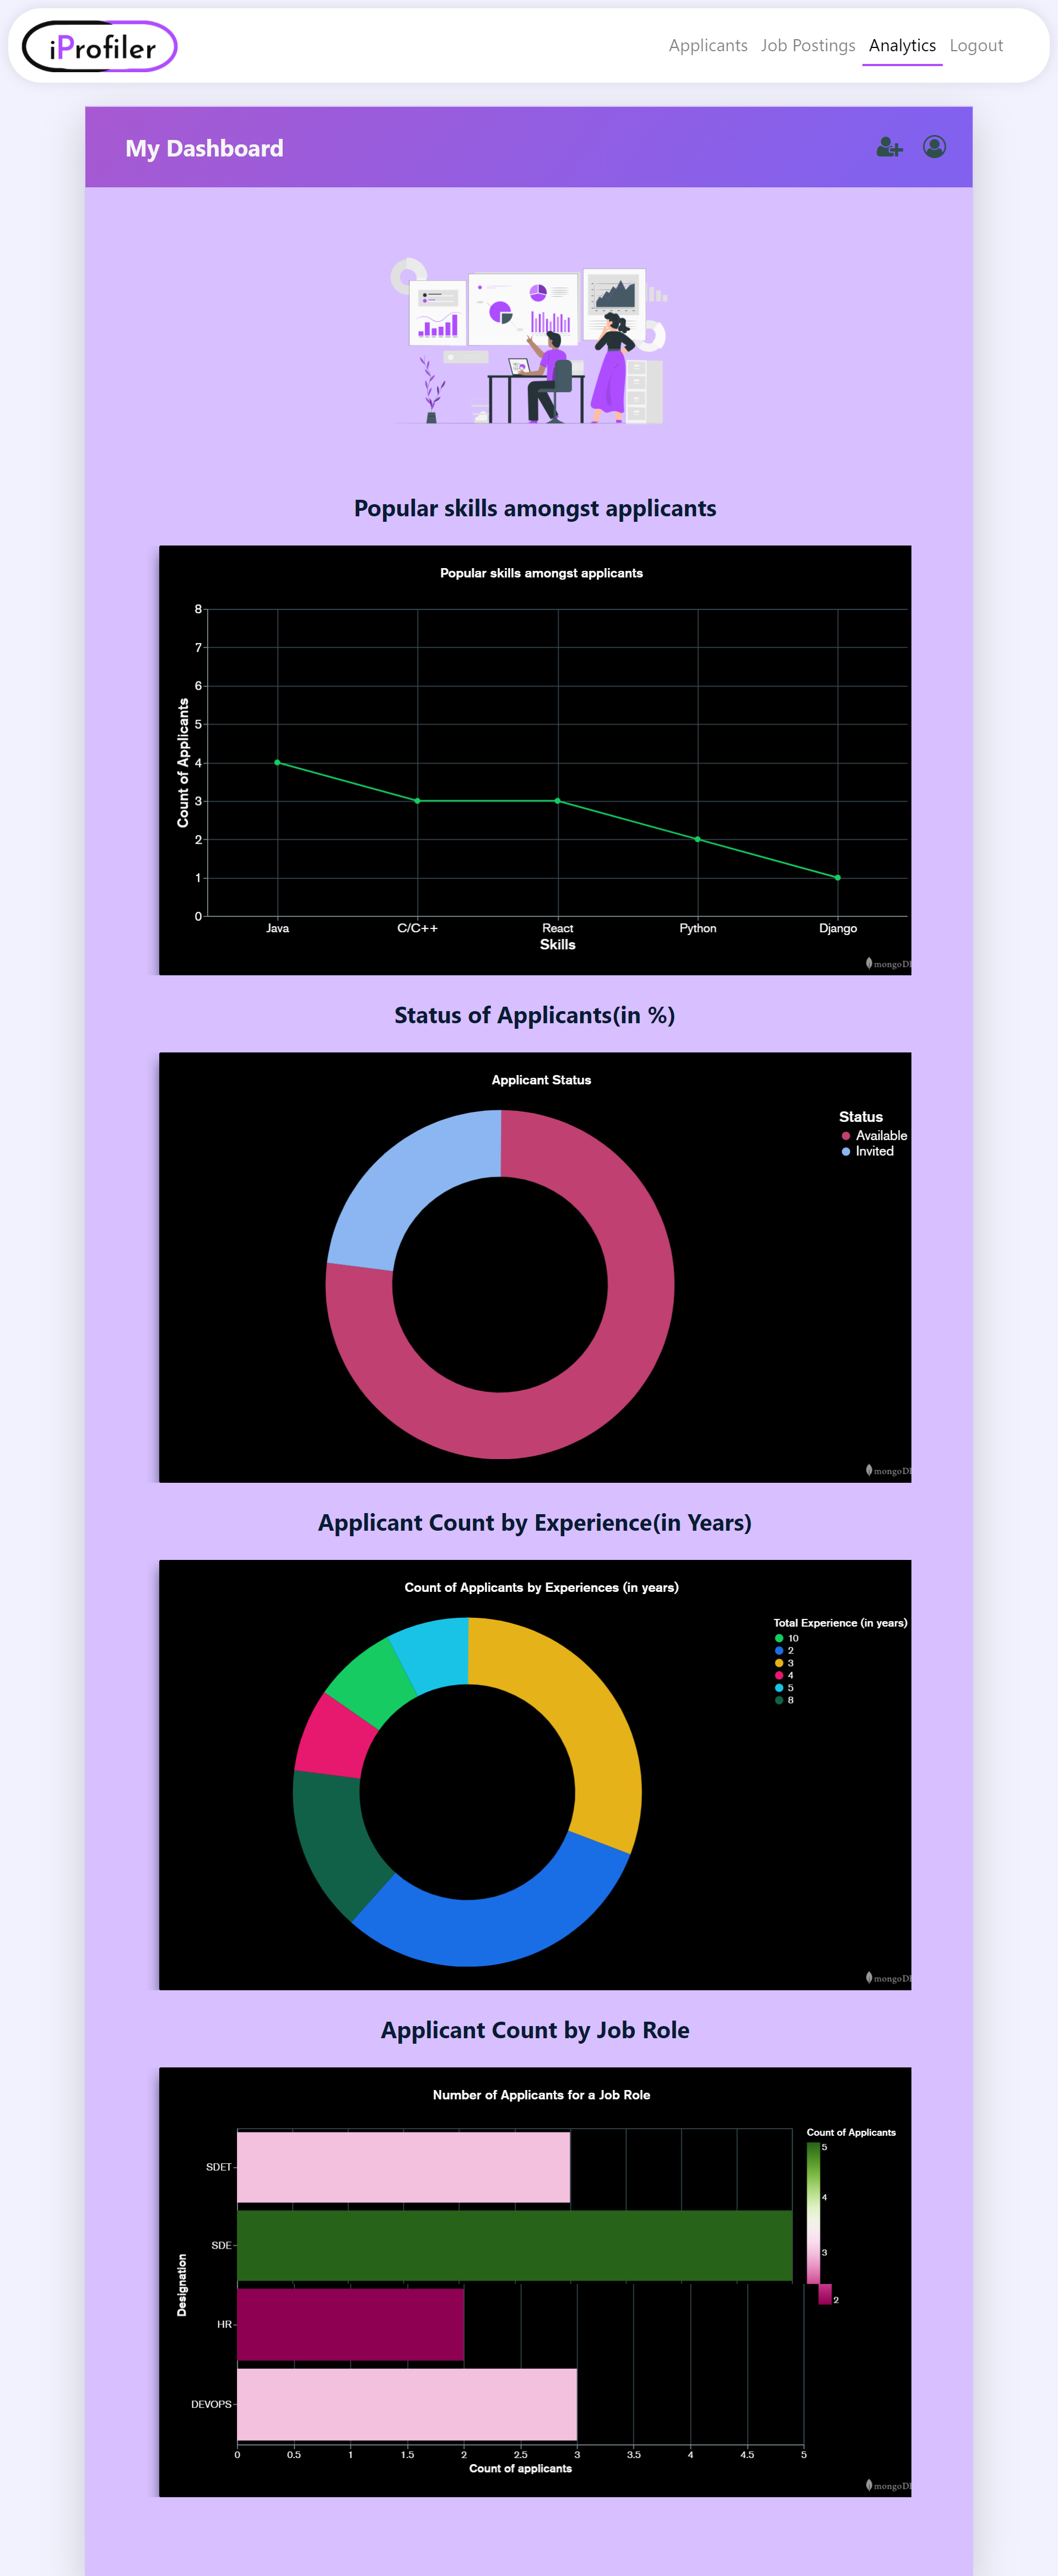 iProfiler
Applicants Job Postings Analytics Logout
My Dashboard
Popular skills amongst applicants
Popular skills amongst applicants
8
7
6
5
4
3
2
1
0
Count of Applicants
Java C/C++ React Python Django
Skills
mongoD
Status of Applicants(in %)
Applicant Status
Status
Available
Invited
mongoD
Applicant Count by Experience(in Years)
Count of Applicants by Experiences (in years)
Total Experience (in years)
10
2
3
4
5
8
mongoD
Applicant Count by Job Role
Number of Applicants for a Job Role
Count of Applicants
5
4
3
2
SDET
SDE
HR
DEVOPS
Designation
0 0.5 1 1.5 2 2.5 3 3.5 4 4.5 5
Count of applicants
mongoD